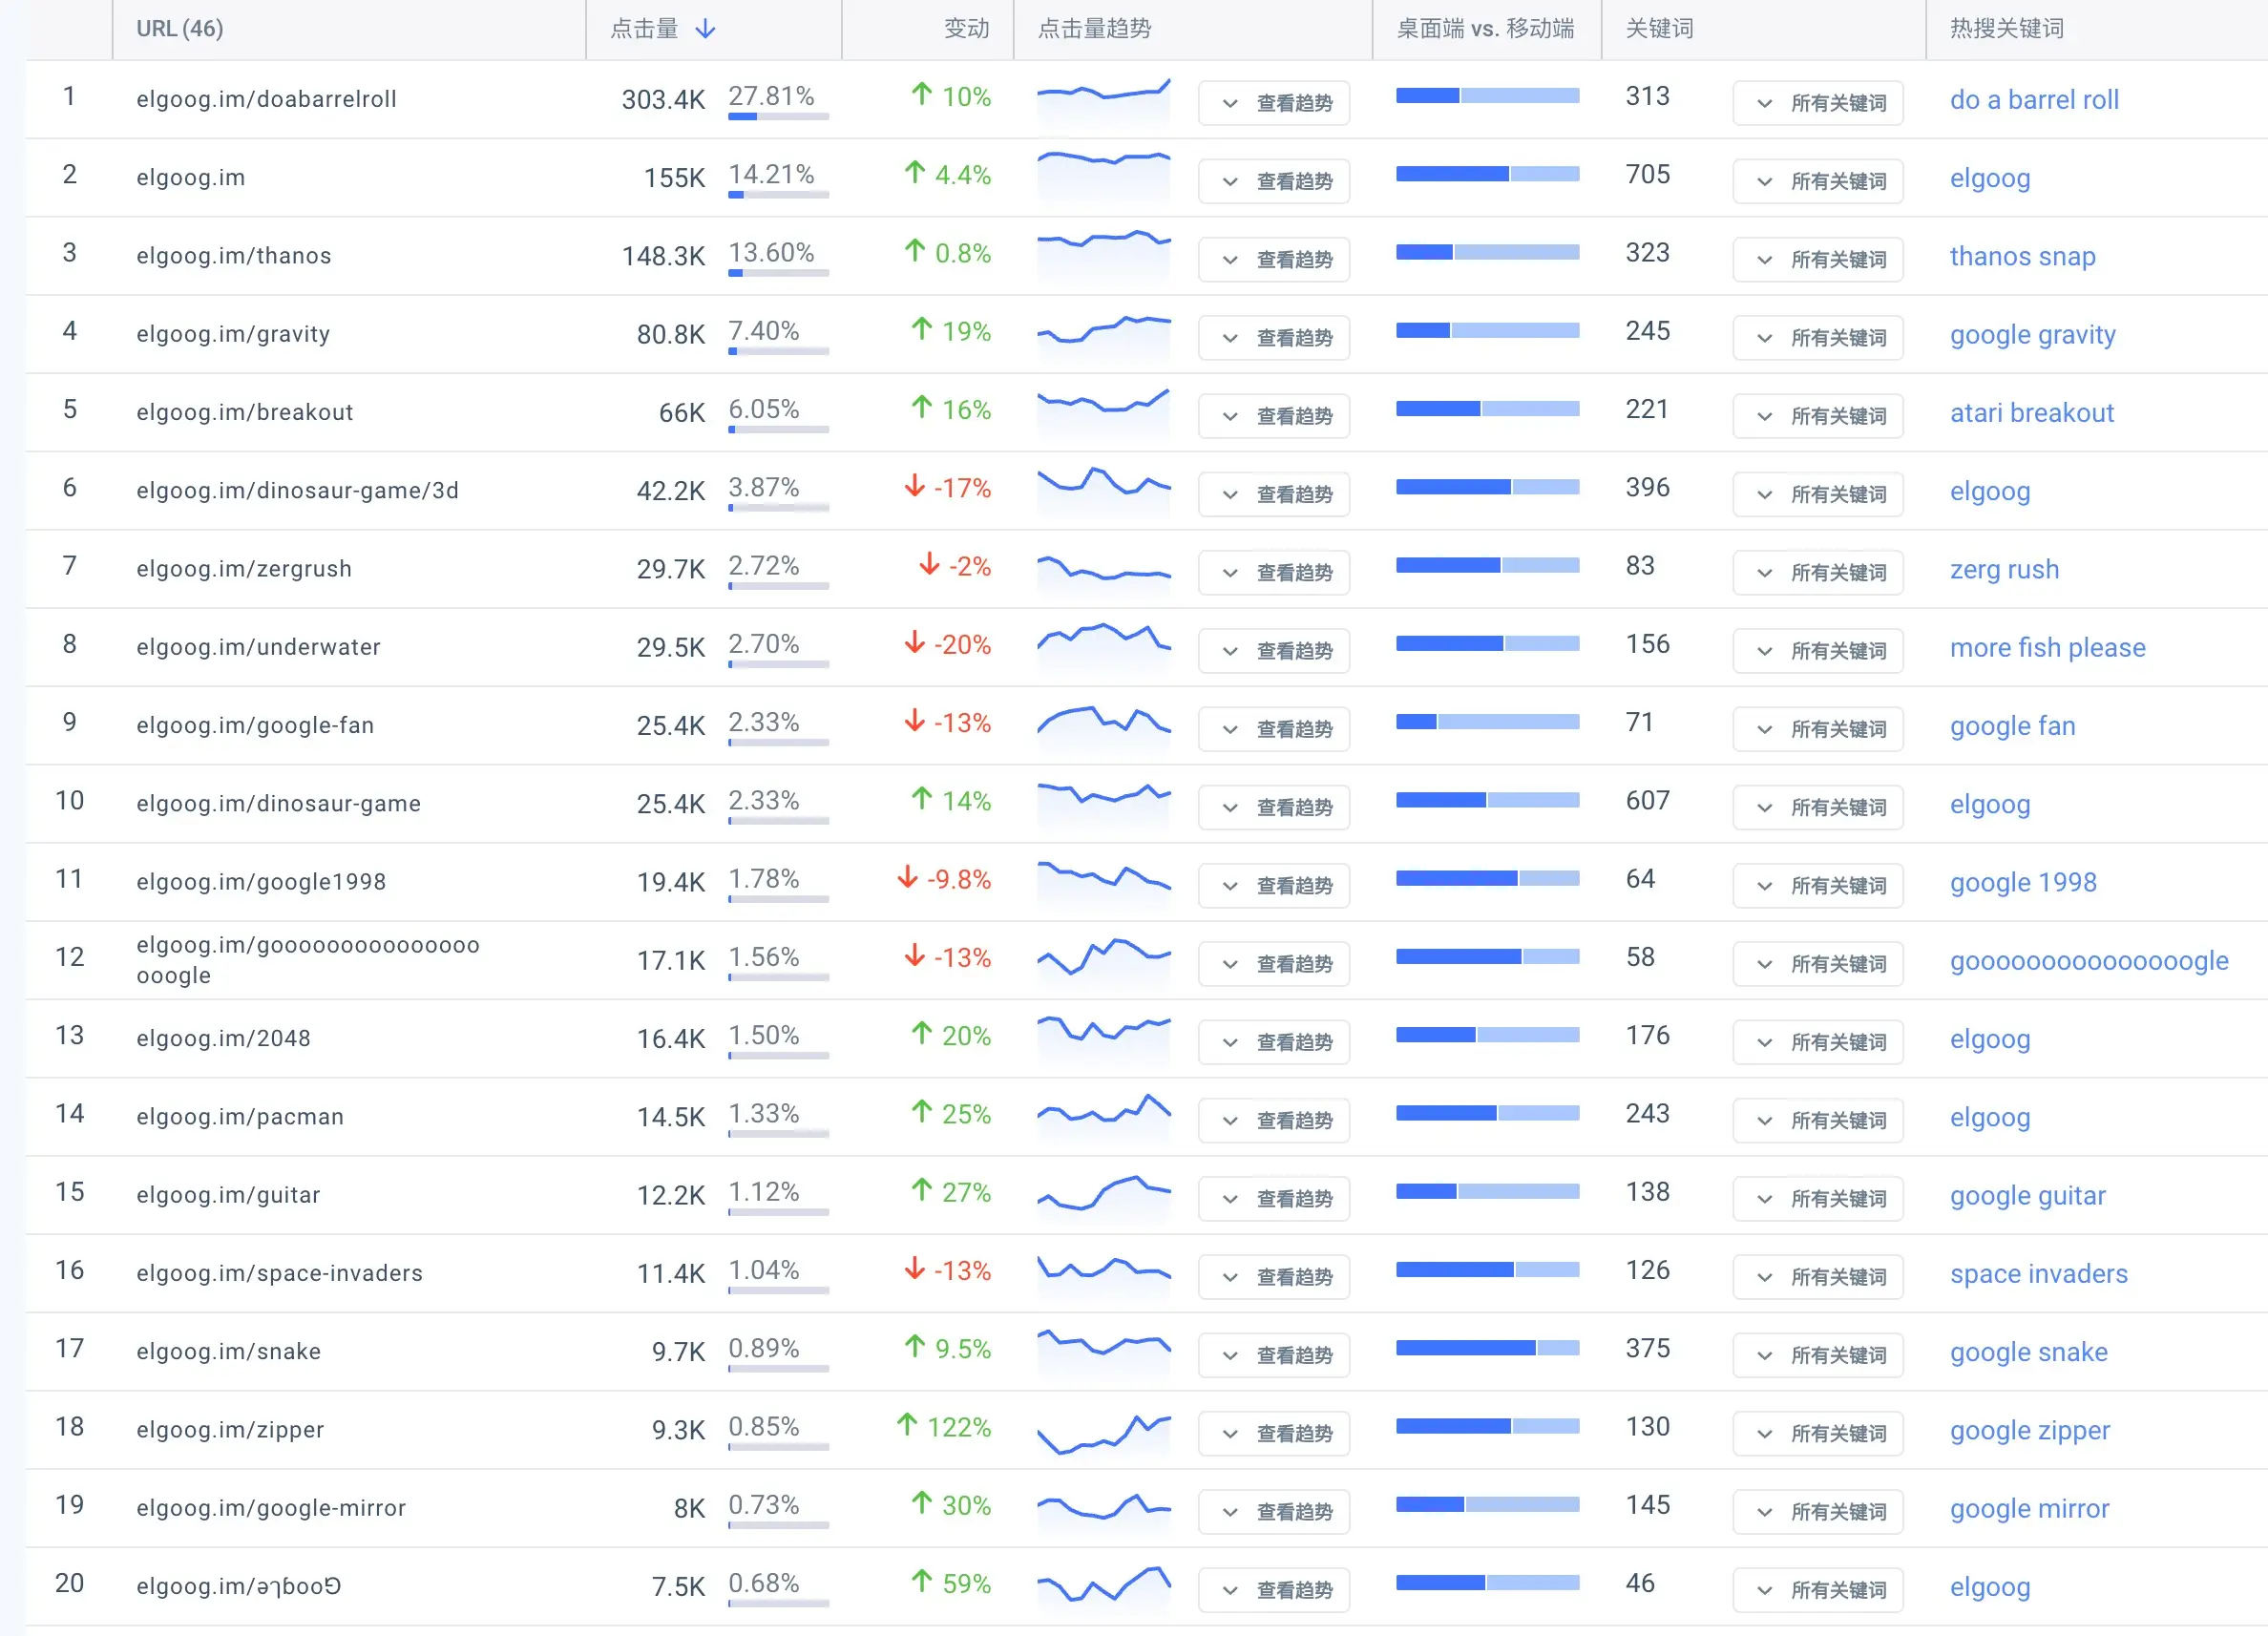 URL (46) 点击量 变动 点击量趋势 桌面端 vs. 移动端 关键词 热搜关键词
1 elgoog.im/doabarrelroll 303.4K 27.81% 10% 查看趋势 313 所有关键词 do a barrel roll
2 elgoog.im 155K 14.21% 4.4% 查看趋势 705 所有关键词 elgoog
3 elgoog.im/thanos 148.3K 13.60% 0.8% 查看趋势 323 所有关键词 thanos snap
4 elgoog.im/gravity 80.8K 7.40% 19% 查看趋势 245 所有关键词 google gravity
5 elgoog.im/breakout 66K 6.05% 16% 查看趋势 221 所有关键词 atari breakout
6 elgoog.im/dinosaur-game/3d 42.2K 3.87% -17% 查看趋势 396 所有关键词 elgoog
7 elgoog.im/zergrush 29.7K 2.72% -2% 查看趋势 83 所有关键词 zerg rush
8 elgoog.im/underwater 29.5K 2.70% -20% 查看趋势 156 所有关键词 more fish please
9 elgoog.im/google-fan 25.4K 2.33% -13% 查看趋势 71 所有关键词 google fan
10 elgoog.im/dinosaur-game 25.4K 2.33% 14% 查看趋势 607 所有关键词 elgoog
11 elgoog.im/google1998 19.4K 1.78% -9.8% 查看趋势 64 所有关键词 google 1998
12 elgoog.im/gooooooooooooooo 17.1K 1.56% -13% 查看趋势 58 所有关键词 goooooooooooooooogle
ooogle
13 elgoog.im/2048 16.4K 1.50% 20% 查看趋势 176 所有关键词 elgoog
14 elgoog.im/pacman 14.5K 1.33% 25% 查看趋势 243 所有关键词 elgoog
15 elgoog.im/guitar 12.2K 1.12% 27% 查看趋势 138 所有关键词 google guitar
16 elgoog.im/space-invaders 11.4K 1.04% -13% 查看趋势 126 所有关键词 space invaders
17 elgoog.im/snake 9.7K 0.89% 9.5% 查看趋势 375 所有关键词 google snake
18 elgoog.im/zipper 9.3K 0.85% 122% 查看趋势 130 所有关键词 google zipper
19 elgoog.im/google-mirror 8K 0.73% 30% 查看趋势 145 所有关键词 google mirror
20 elgoog.im/ɘʅɓooᎮ 7.5K 0.68% 59% 查看趋势 46 所有关键词 elgoog